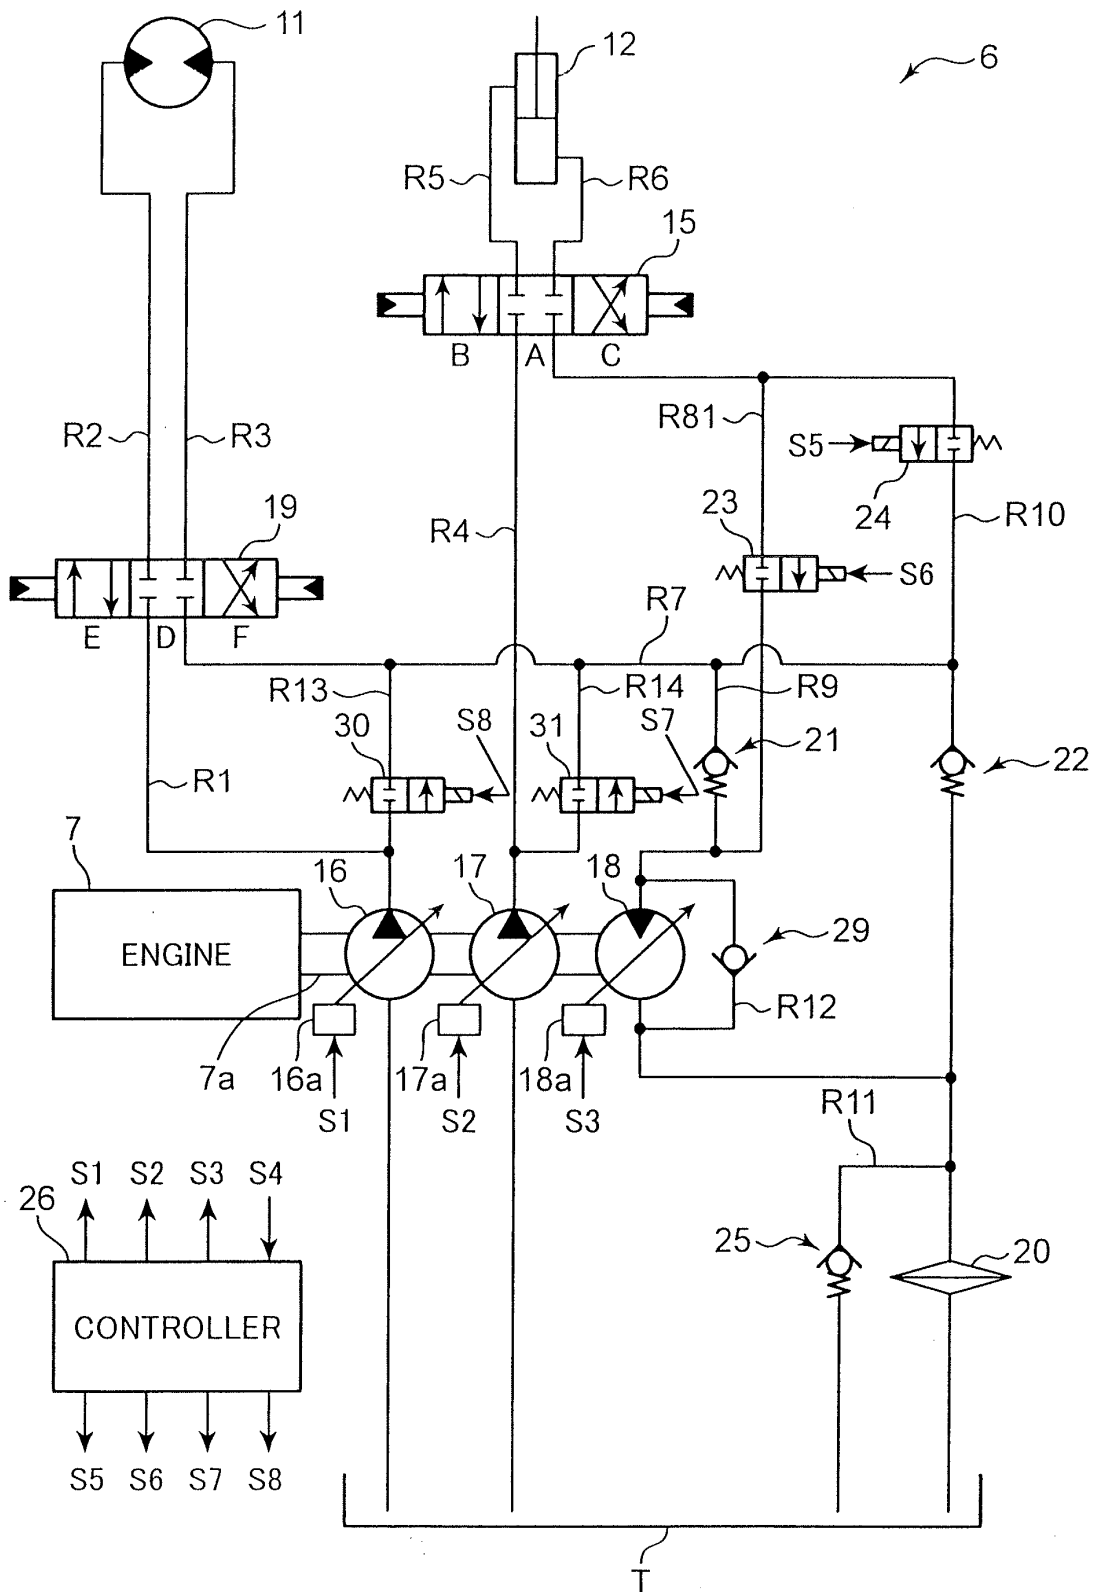 11
12
6
R5
R6
15
B A C
R81
R2
R3
S5
24
R10
19
23
R4
S6
E D F
R7
R13
R14
R9
30
S8
31
S7
21
22
R1
7
16
17
18
ENGINE
29
R12
7a
16a
17a
18a
S1
S2
S3
R11
S1 S2 S3 S4
26
25
20
CONTROLLER
S5 S6 S7 S8
T